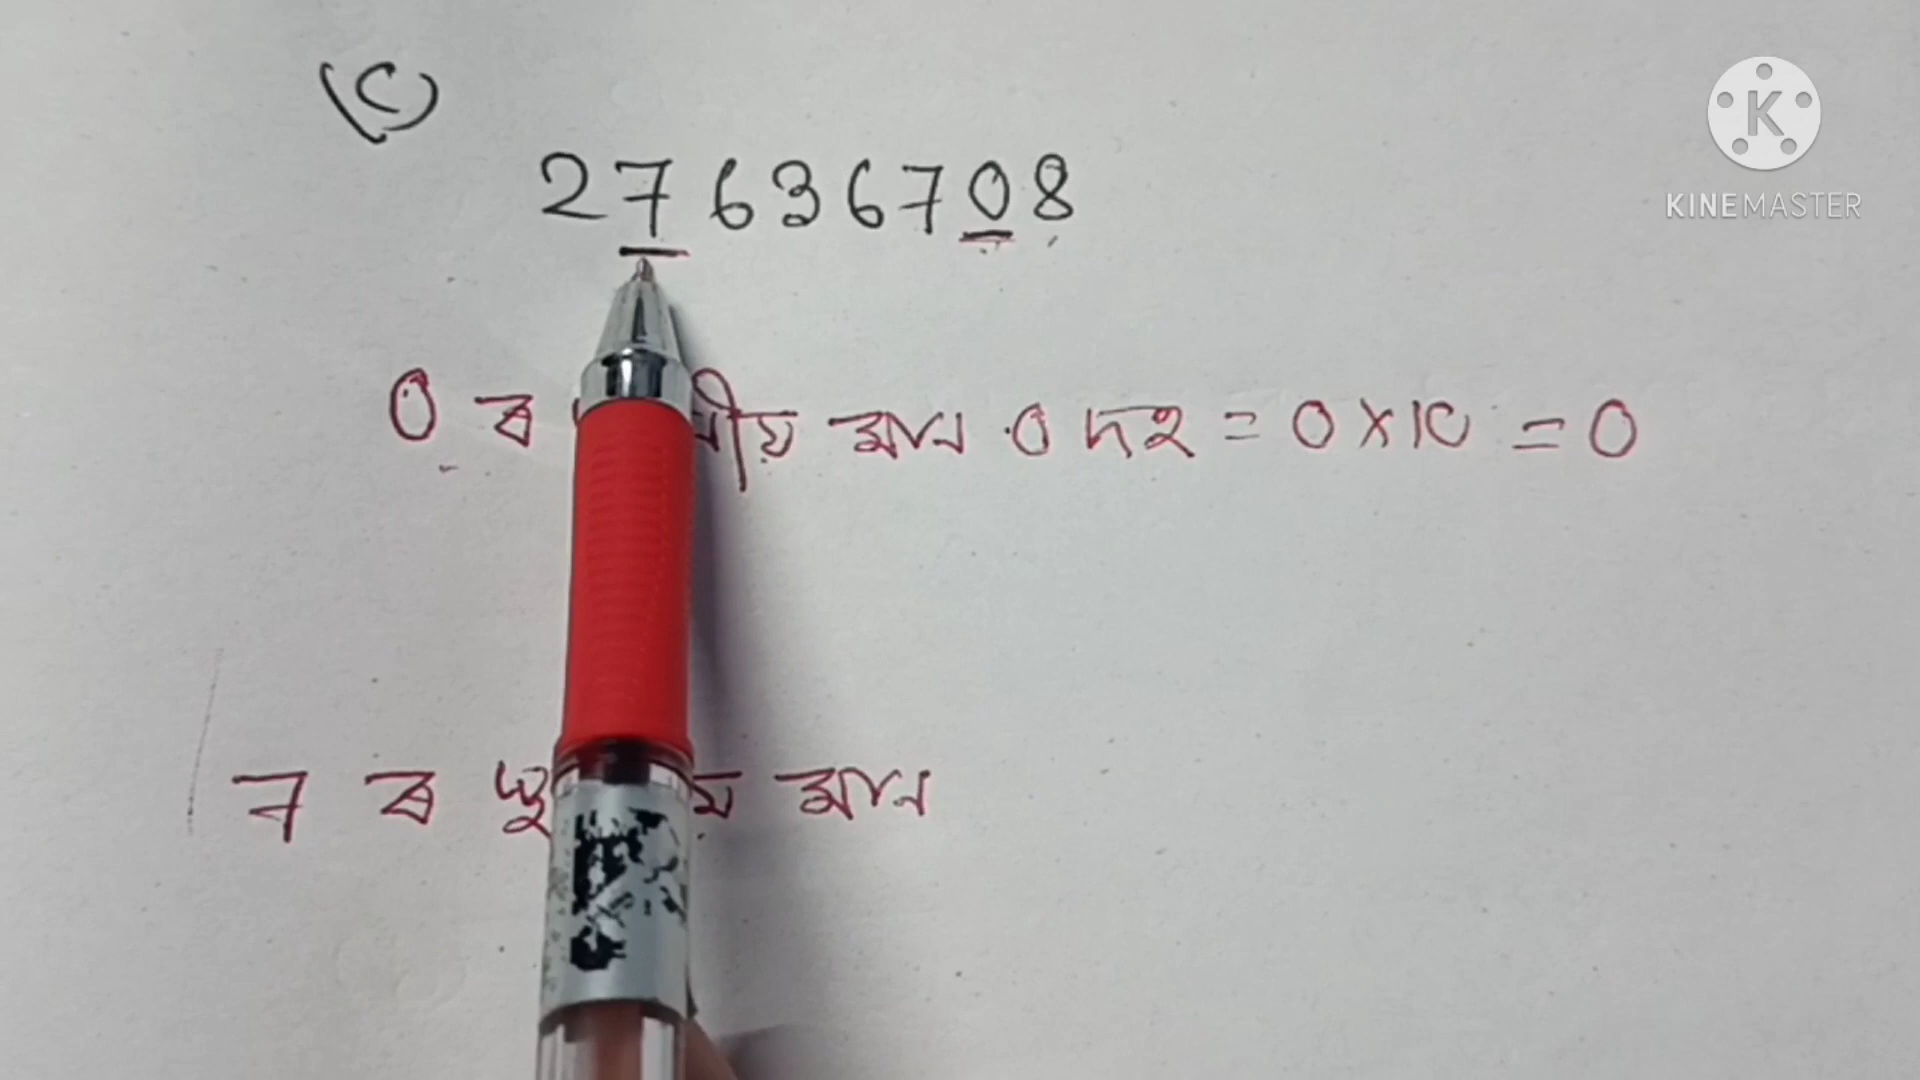 (C)
27636708
K
KINEMASTER
0 ৰ মান 0 দহ = 0 X 10 = 0
7 ৰ মান